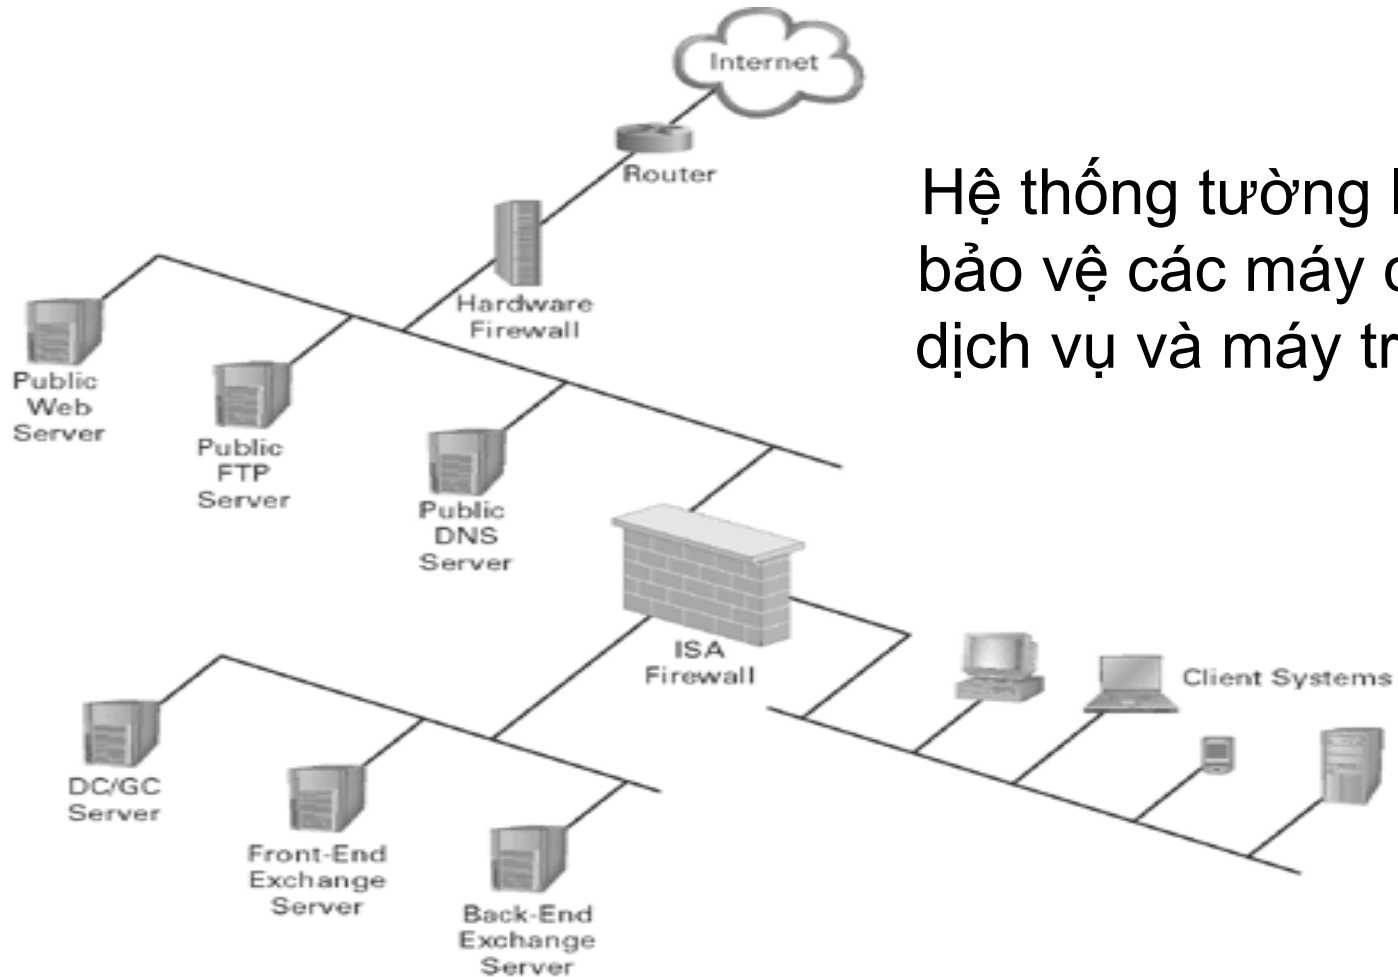 Internet
Router
Hệ thống tường
bảo vệ các máy
dịch vụ và máy
Hardware
Firewall
Public
Web
Server
Public
FTP
Server
Public
DNS
Server
ISA
Firewall
Client Systems
DC/GC
Server
Front-End
Exchange
Server
Back-End
Exchange
Server